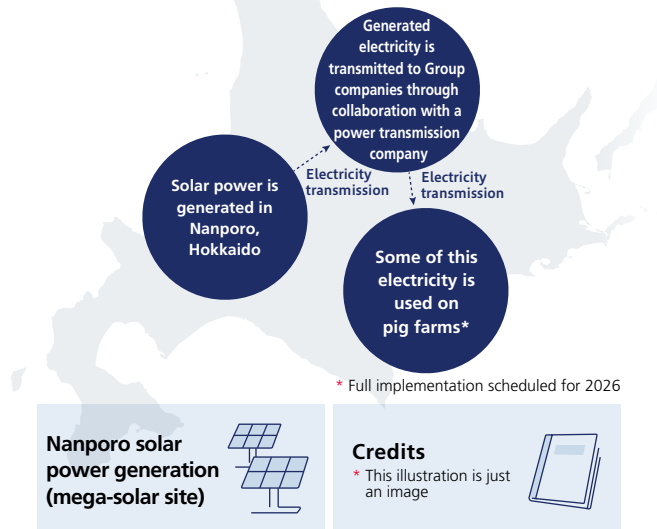 Generated
electricity is
transmitted to Group
companies through
collaboration with a
power transmission
company
Electricity
transmission
Electricity
transmission
Solar power is
generated in
Nanporo,
Hokkaido
Some of this
electricity is
used on
pig farms*
* Full implementation scheduled for 2026
Nanporo solar
power generation
(mega-solar site)
Credits
* This illustration is just
an image